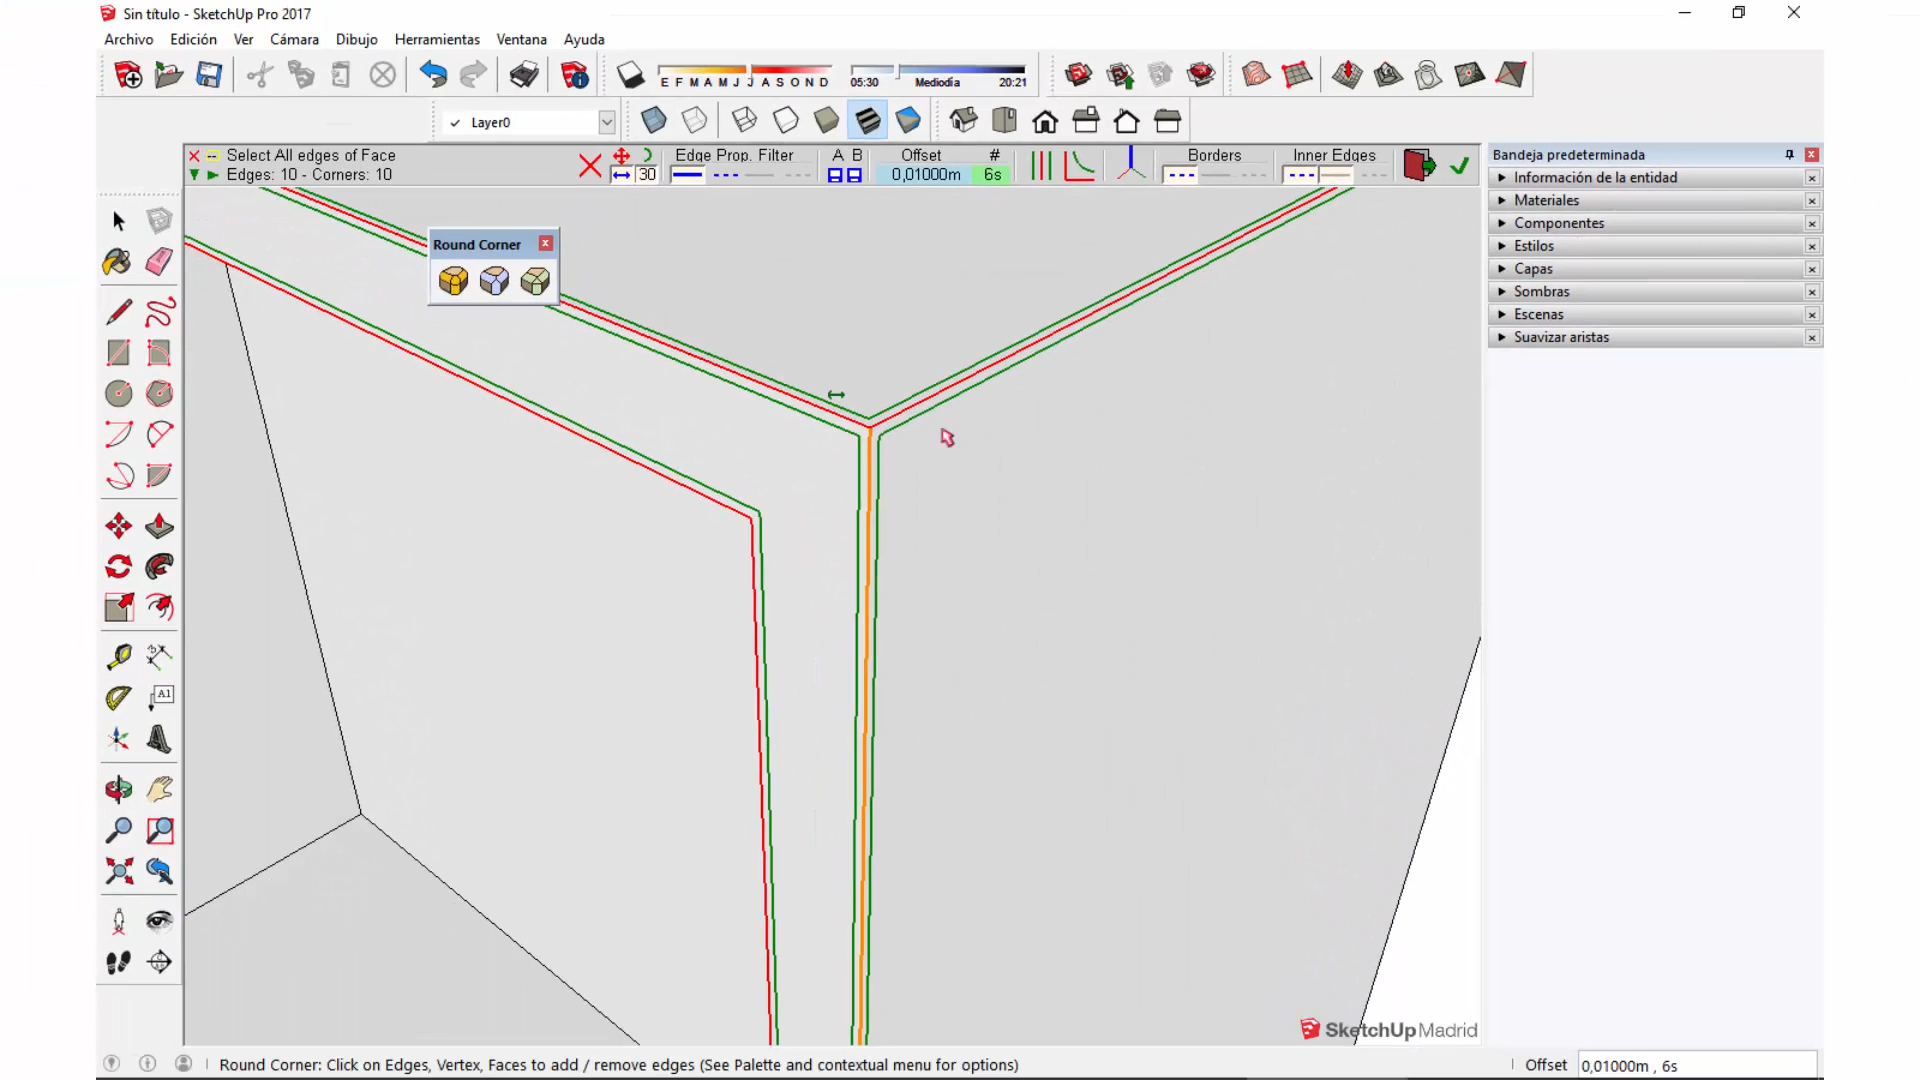 Sin título - SketchUp Pro 2017
Archivo Edición Ver Cámara Dibujo Herramientas Ventana Ayuda
E F M A M J J A S O N D 05:30 Mediodía 20:21
Layer0
Select All edges of Face
Edges: 10 - Corners: 10
30
Edge Prop. Filter
A B
Offset
0,01000m
#
6s
Borders
Inner Edges
Round Corner
A1
Bandeja predeterminada
Información de la entidad
Materiales
Componentes
Estilos
Capas
Sombras
Escenas
Suavizar aristas
SketchUp Madrid
Round Corner: Click on Edges, Vertex, Faces to add / remove edges (See Palette and contextual menu for options)
Offset 0,01000m , 6s